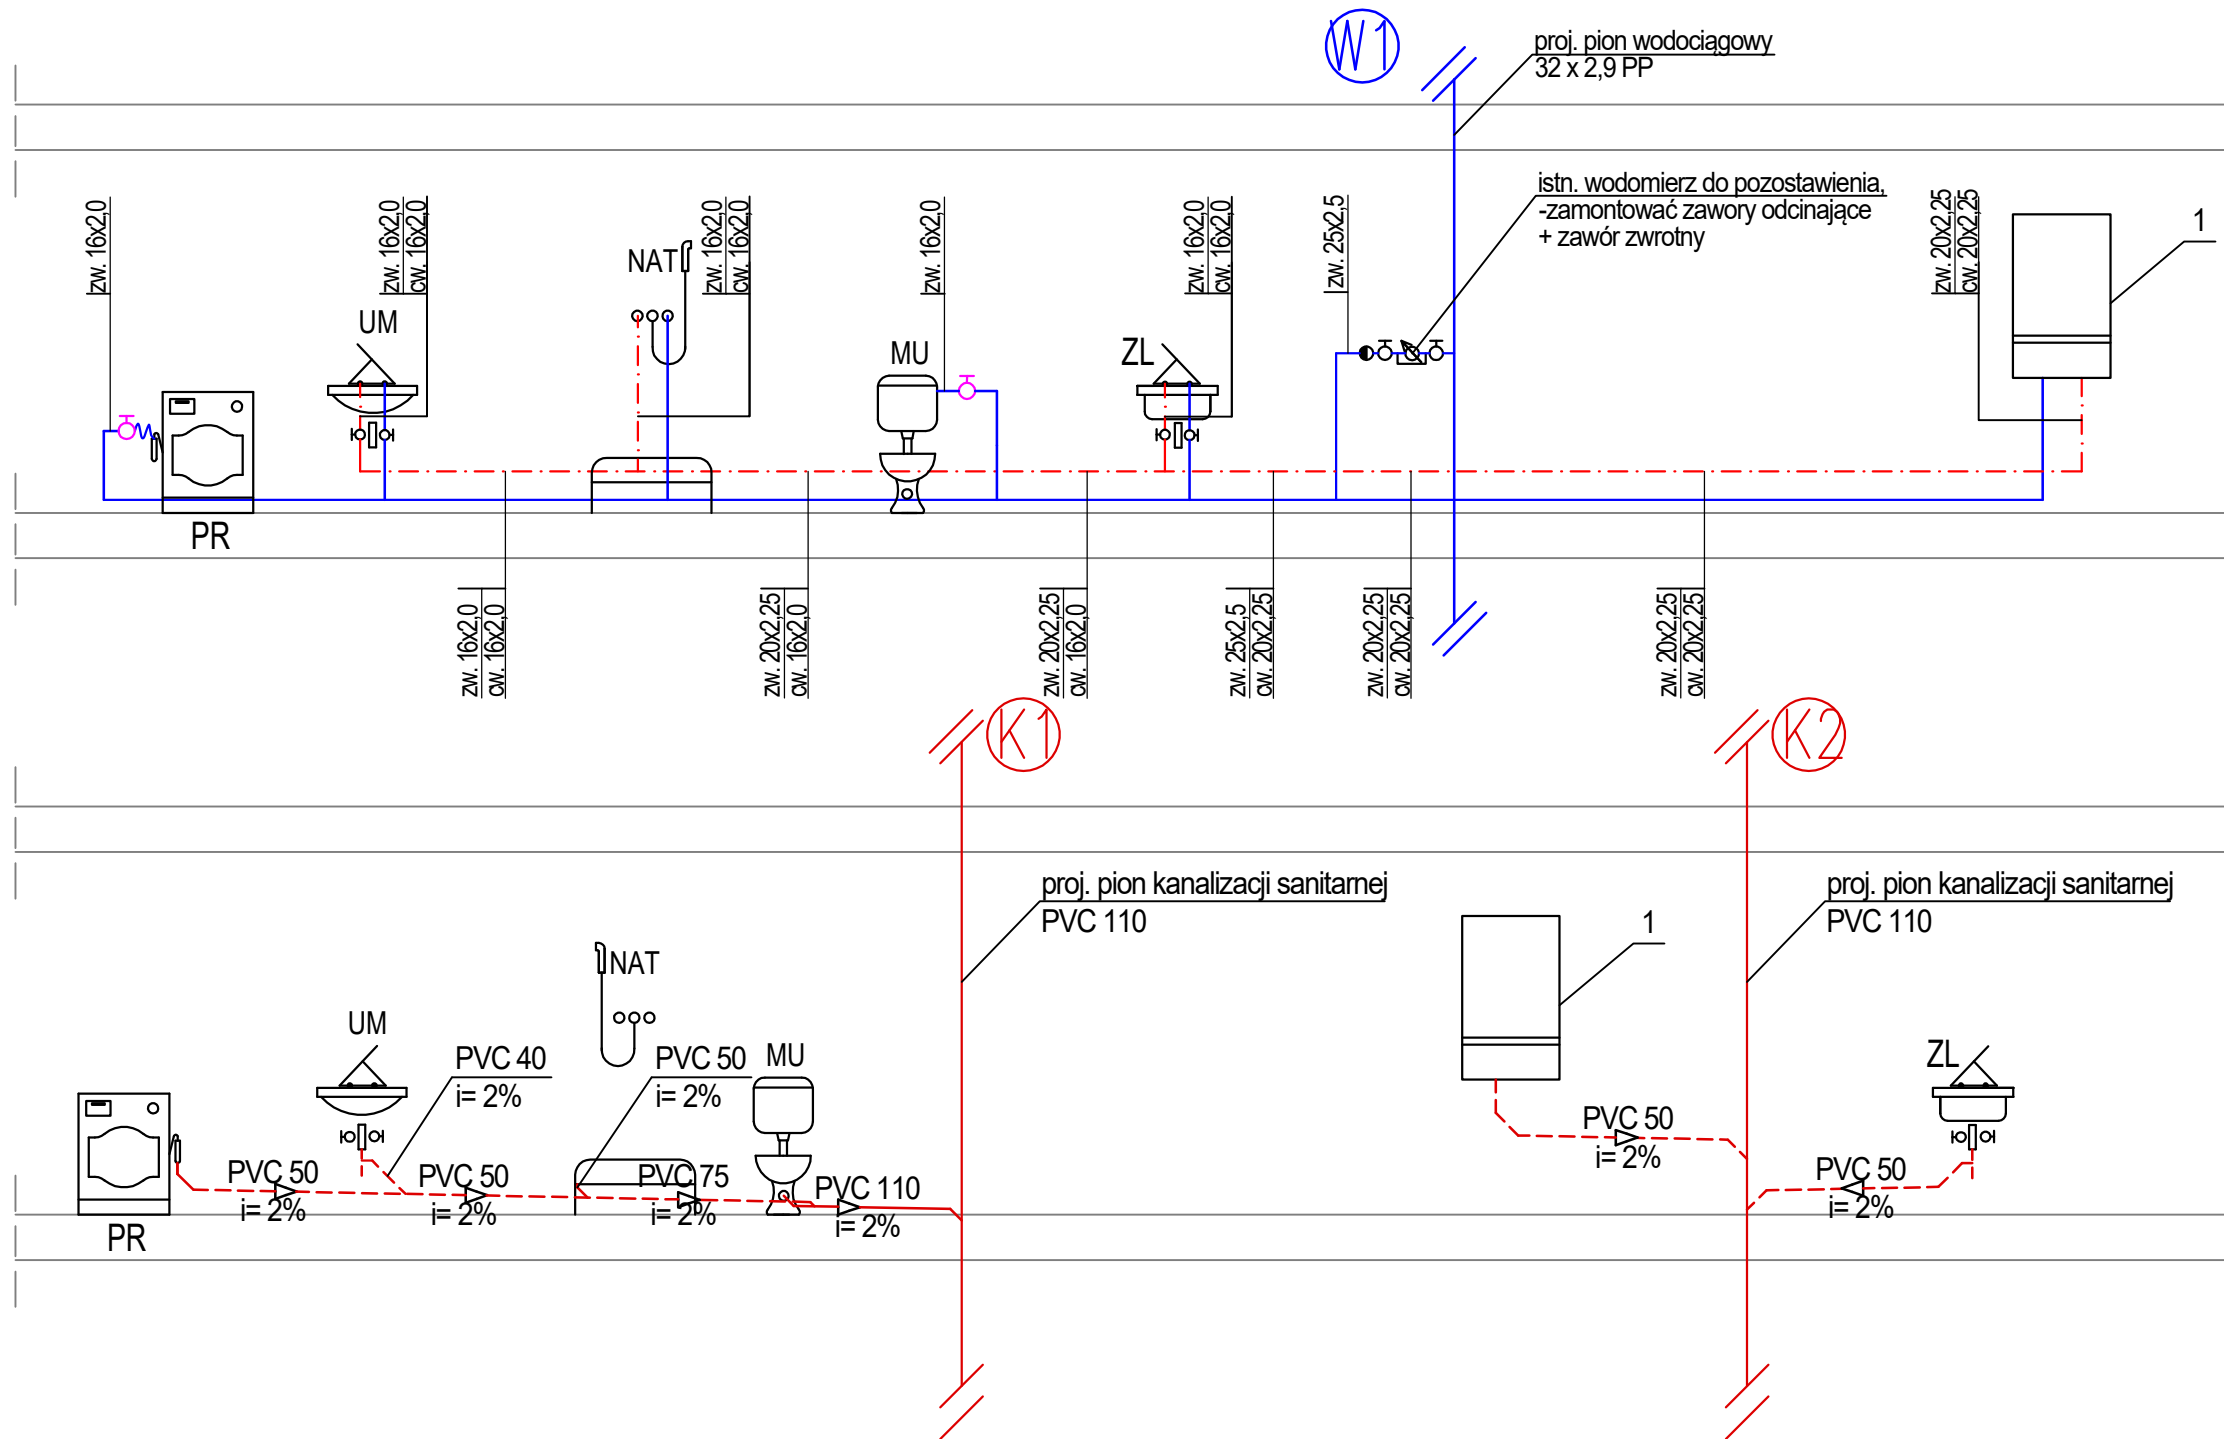 W1
proj. pion wodociągowy
32 x 2,9 PP
istn. wodomierz do pozostawienia,
-zamontować zawory odcinające
+ zawór zwrotny
zw. 16x2,0
zw. 16x2,0
cw. 16x2,0
zw. 16x2,0
cw. 16x2,0
zw. 16x2,0
zw. 16x2,0
cw. 16x2,0
zw. 25x2,5
zw. 20x2,25
cw. 20x2,25
1
NAT
UM
MU
ZL
PR
zw. 16x2,0
cw. 16x2,0
zw. 20x2,25
cw. 16x2,0
zw. 20x2,25
cw. 16x2,0
zw. 25x2,5
cw. 20x2,25
zw. 20x2,25
cw. 20x2,25
zw. 20x2,25
cw. 20x2,25
K1
K2
proj. pion kanalizacji sanitarnej
PVC 110
proj. pion kanalizacji sanitarnej
PVC 110
1
NAT
UM
PVC 40
i= 2%
PVC 50
i= 2%
MU
ZL
PVC 50
i= 2%
PVC 50
i= 2%
PVC 75
i= 2%
PVC 110
i= 2%
PVC 50
i= 2%
PVC 50
i= 2%
PR